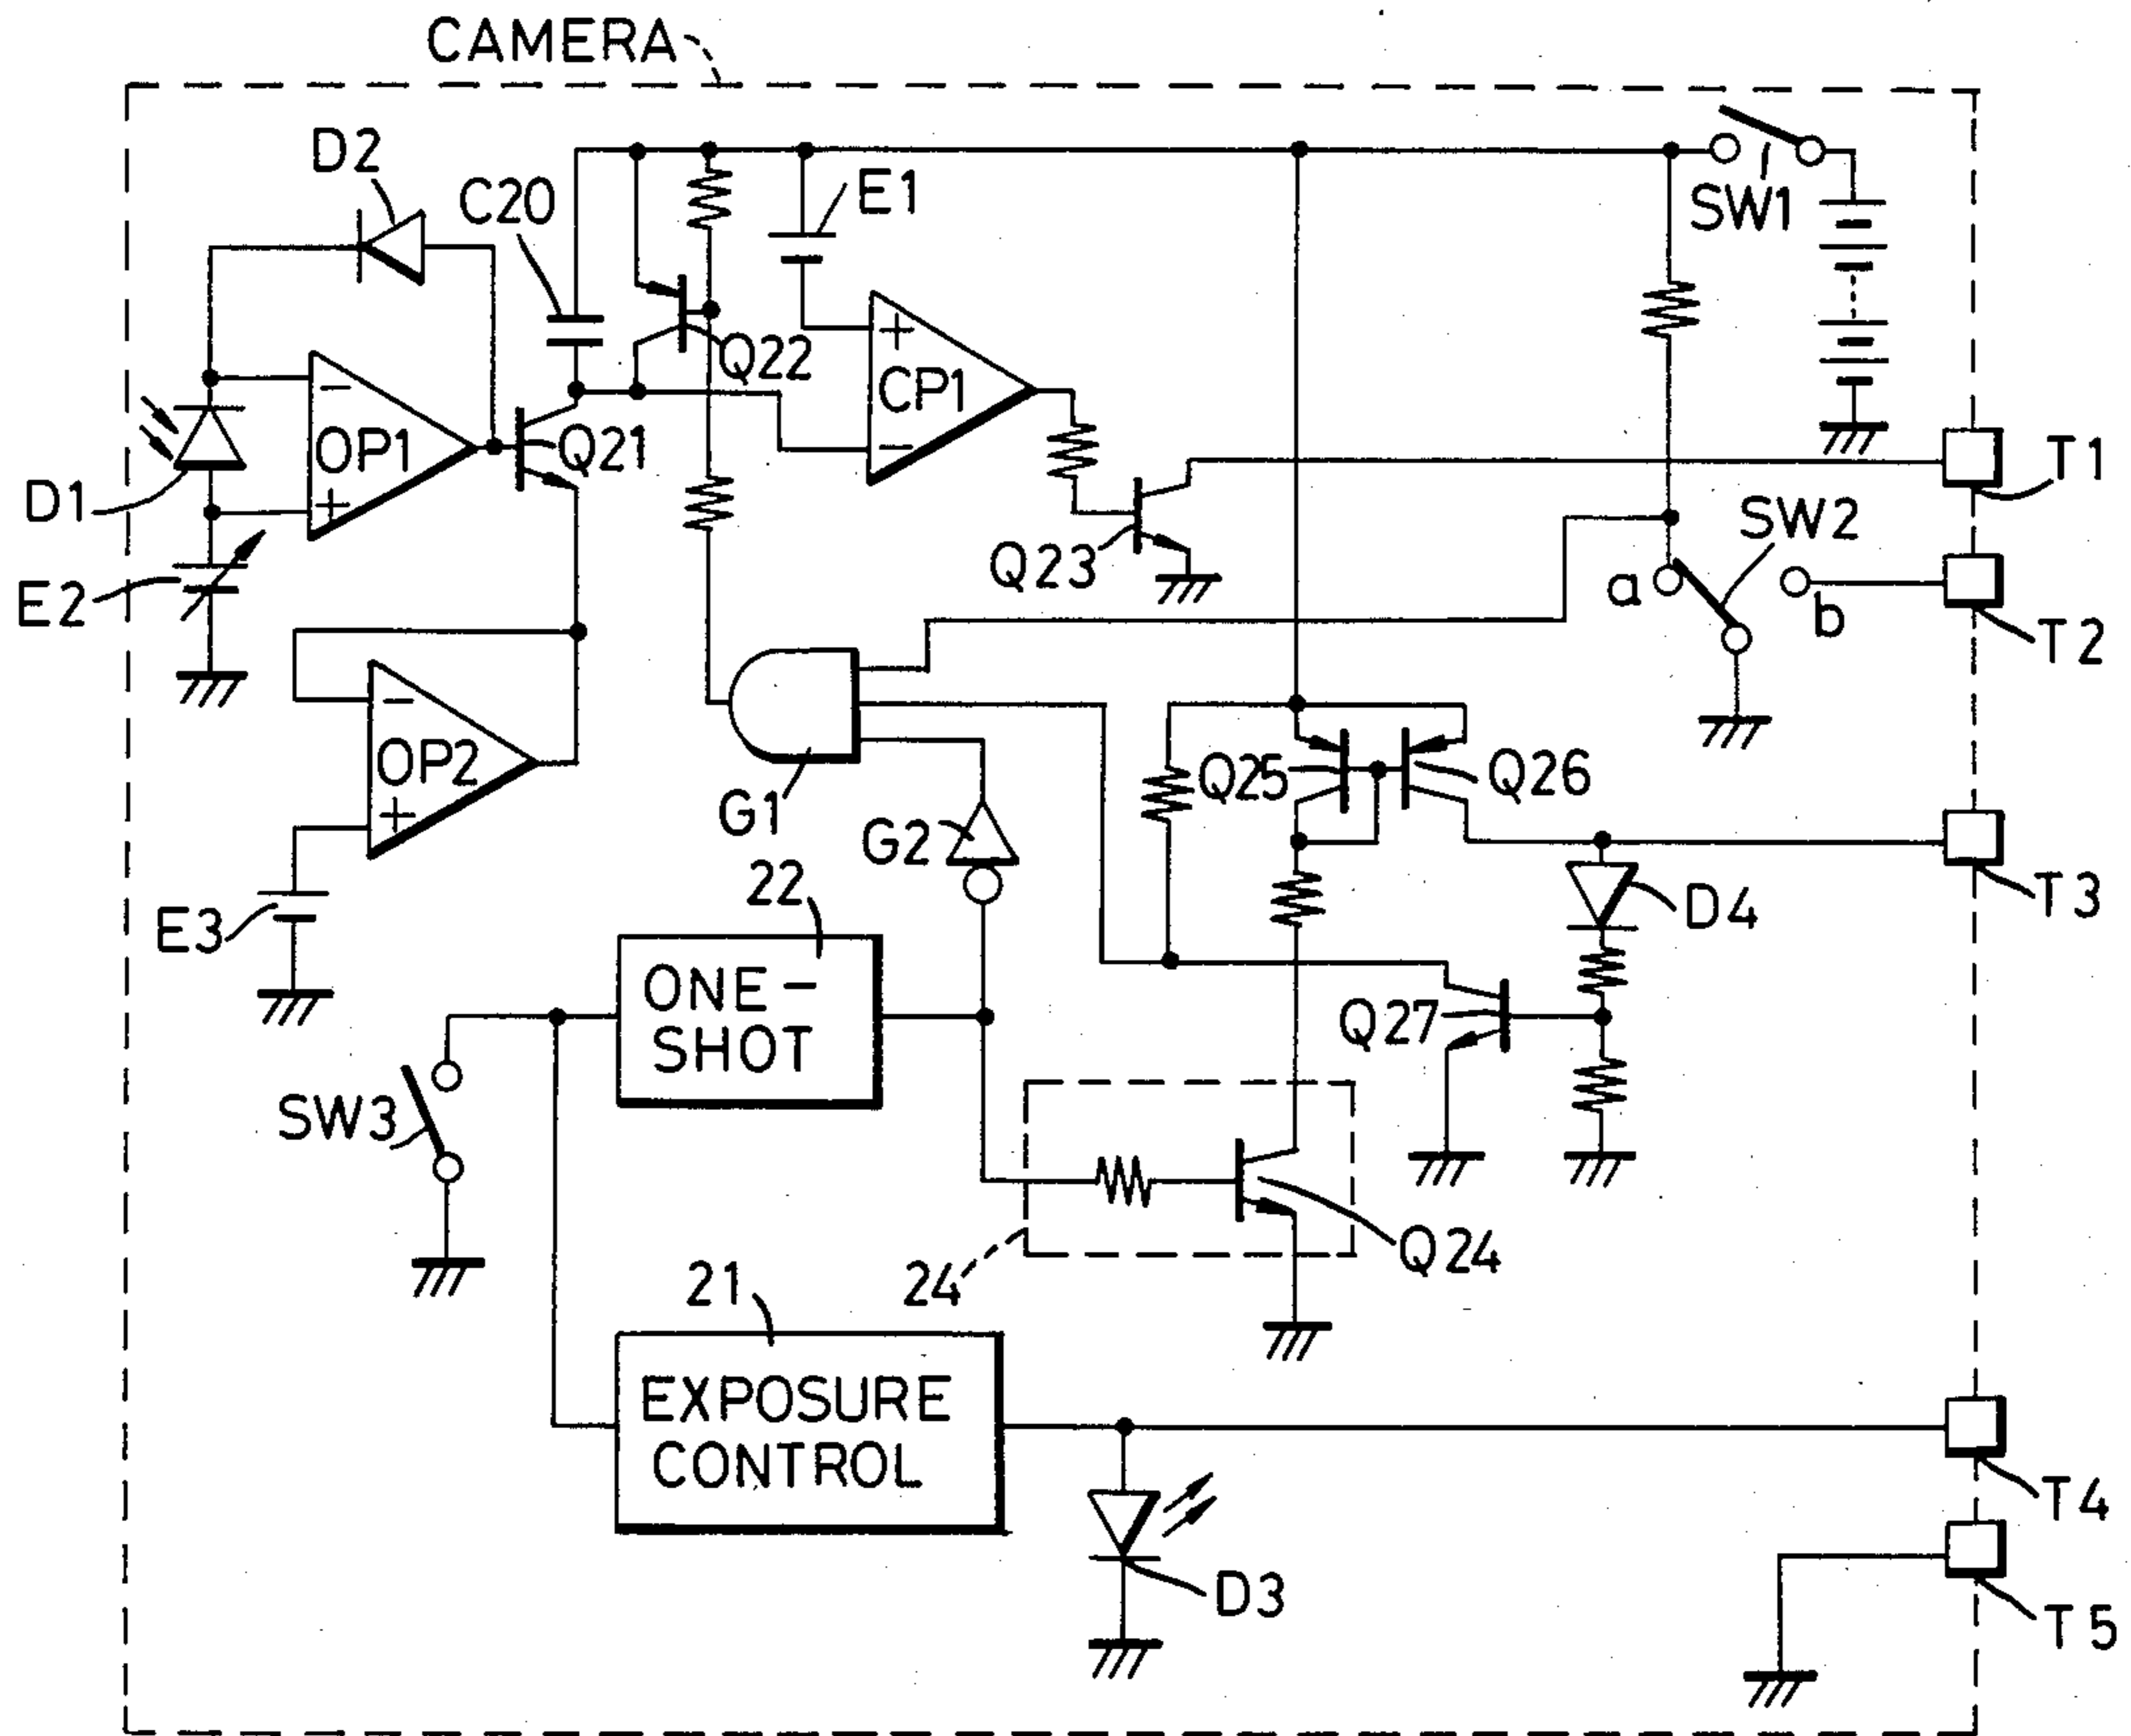 CAMERA
D2
C20
E1
SW1
Q22
+
CP1
−
−
OP1
+
Q21
T1
D1
SW2
Q23
a
b
E2
T2
−
OP2
+
Q25
Q26
G1
G2
22
D4
T3
E3
ONE-
SHOT
Q27
SW3
Q24
21
24
EXPOSURE
CONTROL
T4
D3
T5